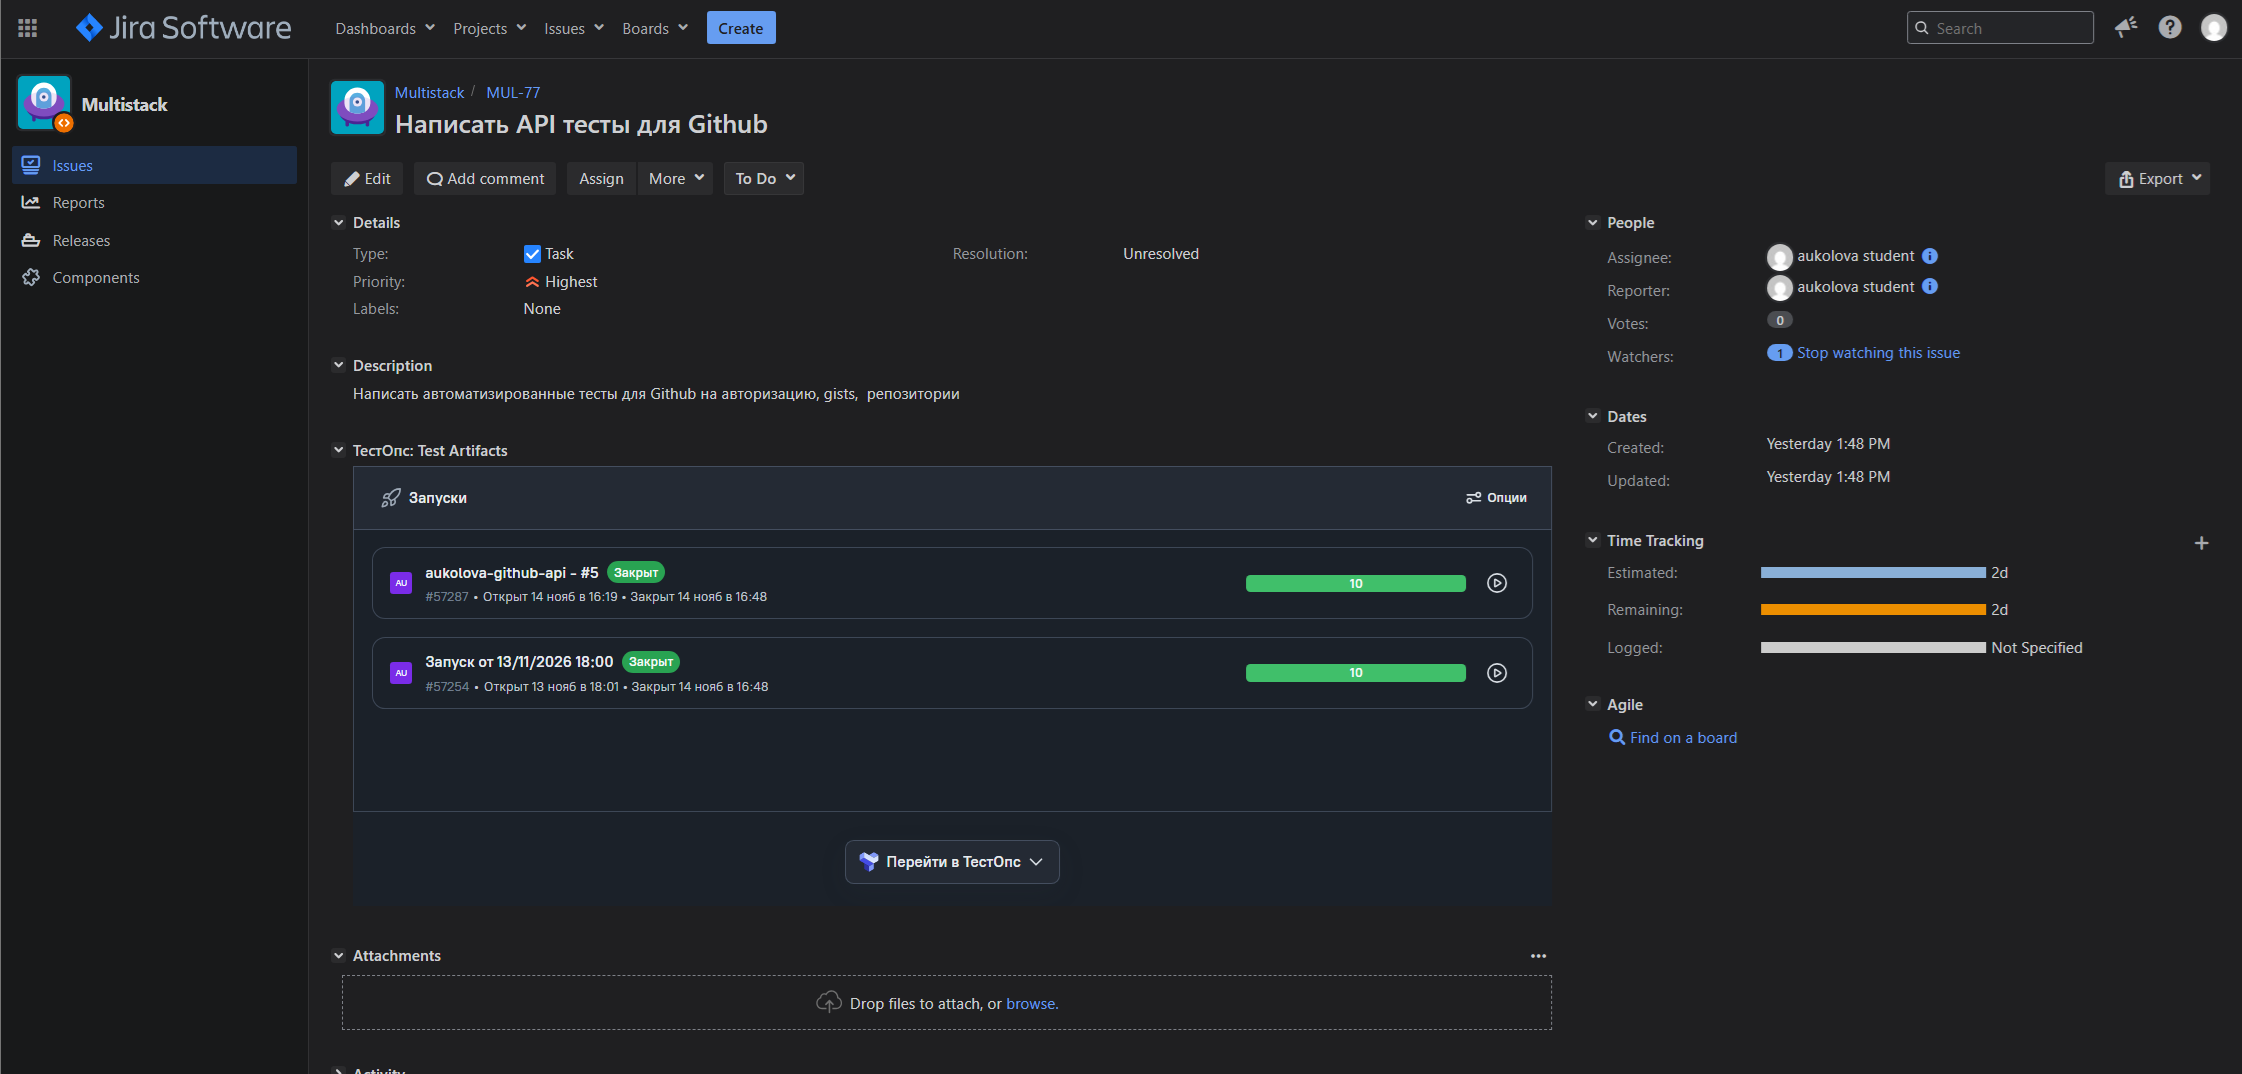 Jira Software
Dashboards Projects Issues Boards Create
Search
Multistack
Issues
Reports
Releases
Components
Multistack / MUL-77
Написать API тесты для Github
Edit Add comment Assign More To Do Export
Details
Type: Task Resolution: Unresolved
Priority: Highest
Labels: None
Description
Написать автоматизированные тесты для Github на авторизацию, gists, репозитории
ТестОпс: Test Artifacts
Запуски Опции
AU aukolova-github-api - #5 Закрыт 10
#57287 • Открыт 14 нояб в 16:19 • Закрыт 14 нояб в 16:48
AU Запуск от 13/11/2026 18:00 Закрыт 10
#57254 • Открыт 13 нояб в 18:01 • Закрыт 14 нояб в 16:48
Перейти в ТестОпс
Attachments
Drop files to attach, or browse.
Activity
People
Assignee: aukolova student
Reporter: aukolova student
Votes: 0
Watchers: 1 Stop watching this issue
Dates
Created: Yesterday 1:48 PM
Updated: Yesterday 1:48 PM
Time Tracking
Estimated: 2d
Remaining: 2d
Logged: Not Specified
Agile
Find on a board